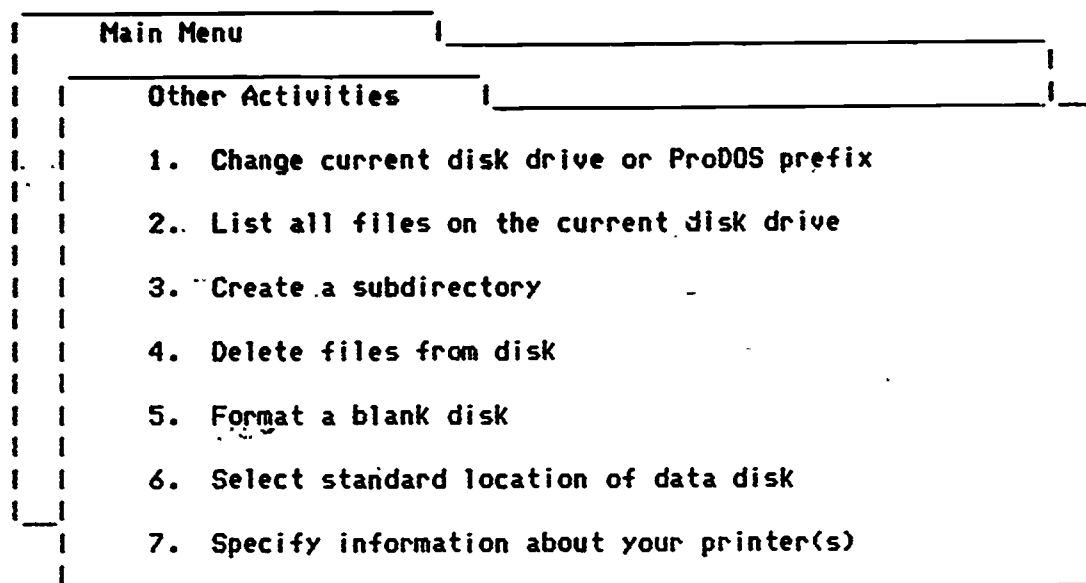 Main Menu
Other Activities
1. Change current disk drive or ProDOS prefix
2. List all files on the current disk drive
3. Create a subdirectory
4. Delete files from disk
5. Format a blank disk
6. Select standard location of data disk
7. Specify information about your printer(s)